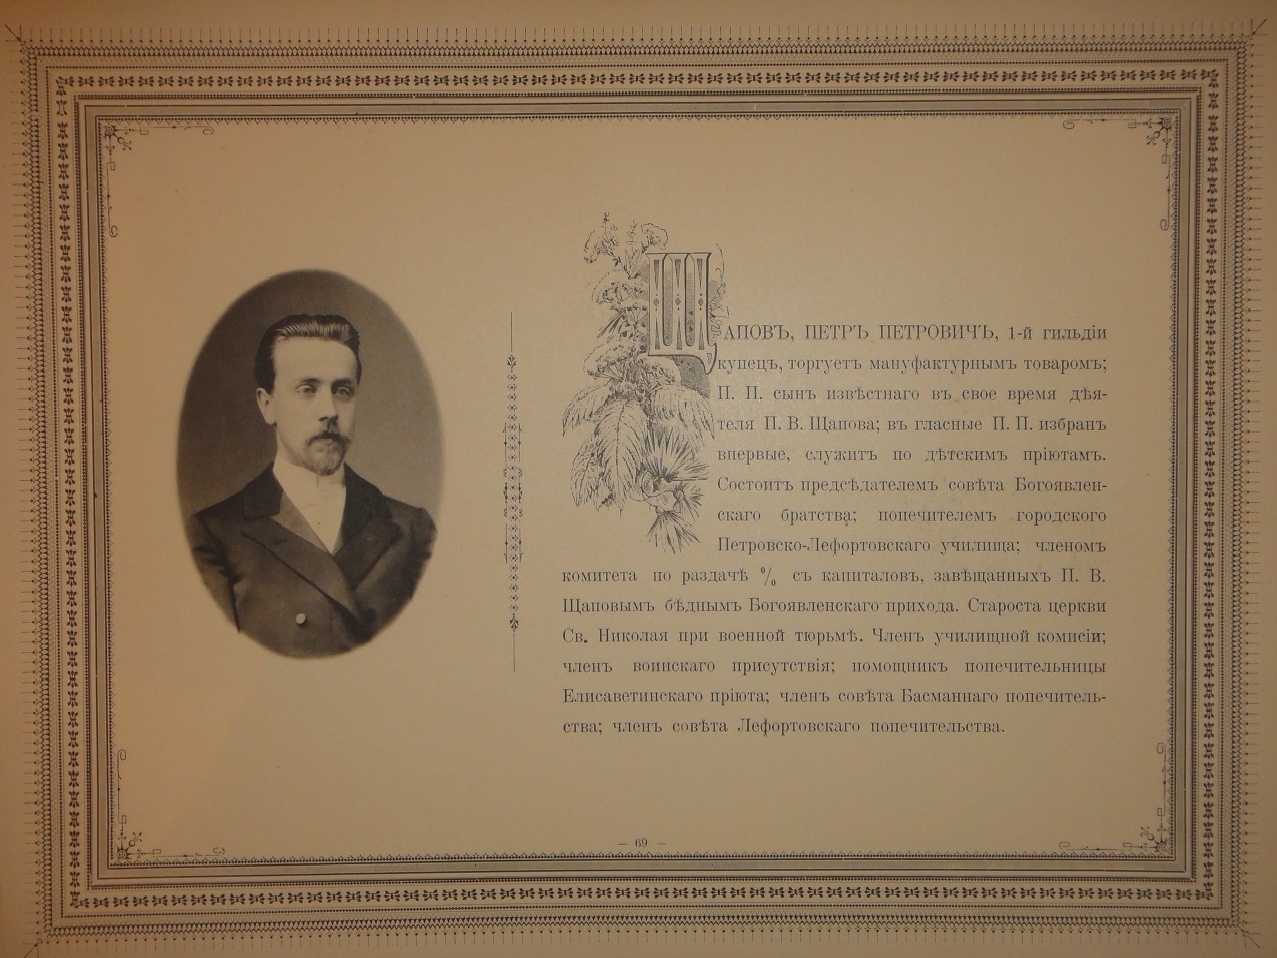 ЩАПОВЪ, ПЕТРЪ ПЕТРОВИЧЪ, 1-й гильдіи
купецъ, торгуетъ мануфактурнымъ товаромъ;
П. П. сынъ извѣстнаго въ свое время дѣя-
теля П. В. Щапова; въ гласные П. П. избранъ
впервые, служитъ по дѣтскимъ пріютамъ.
Состоитъ предсѣдателемъ совѣта Богоявлен-
скаго братства; попечителемъ городского
Петровско-Лефортовскаго училища; членомъ
комитета по раздачѣ % съ капиталовъ, завѣщанныхъ П. В.
Щаповымъ бѣднымъ Богоявленскаго прихода. Староста церкви
Св. Николая при военной тюрьмѣ. Членъ училищной комисіи;
членъ воинскаго присутствія; помощникъ попечительницы
Елисаветинскаго пріюта; членъ совѣта Басманнаго попечитель-
ства; членъ совѣта Лефортовскаго попечительства.
— 69 —